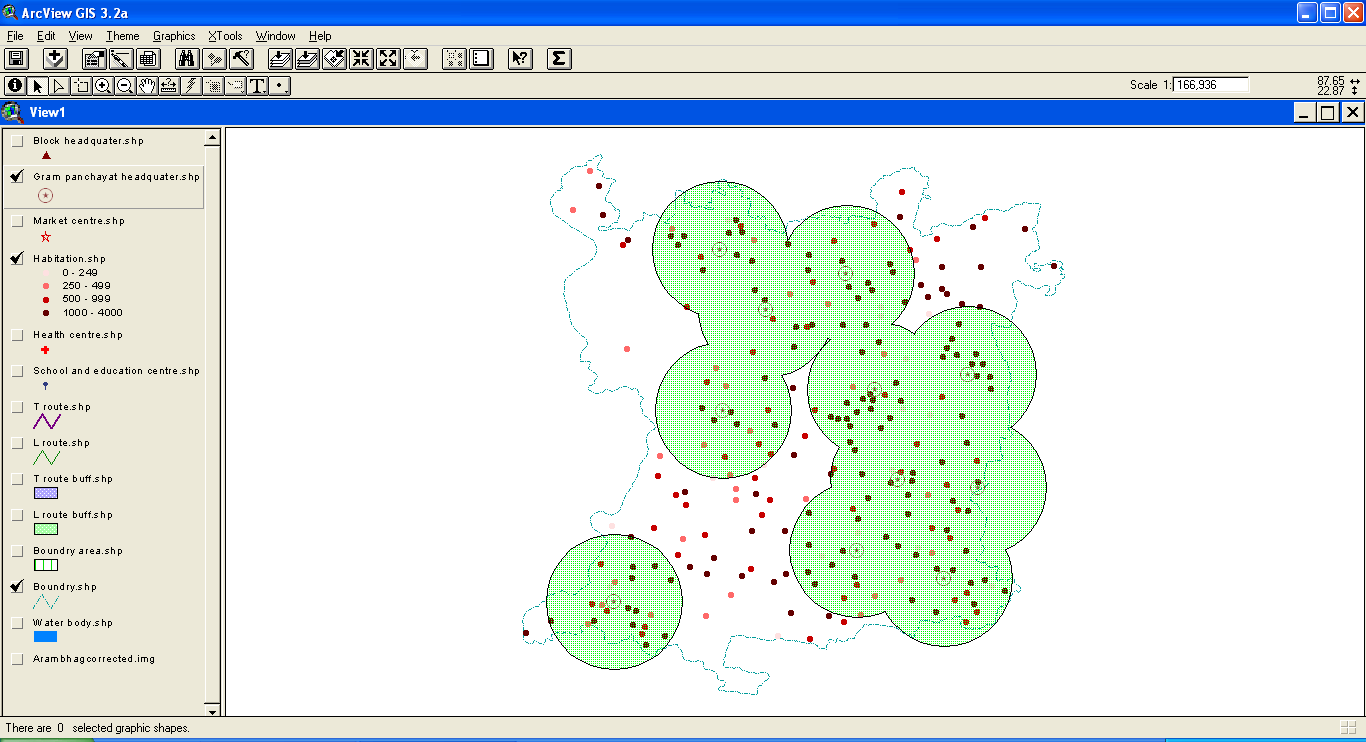 ArcView GIS 3.2a
File Edit View Theme Graphics XTools Window Help
Scale 1: 166,936
87.65
22.87
View1
Block headquater.shp
Gram panchayat headquater.shp
Market centre.shp
Habitation.shp
0 - 249
250 - 499
500 - 999
1000 - 4000
Health centre.shp
School and education centre.shp
T route.shp
L route.shp
T route buff.shp
L route buff.shp
Boundry area.shp
Boundry.shp
Water body.shp
Arambhagcorrected.img
There are 0 selected graphic shapes.